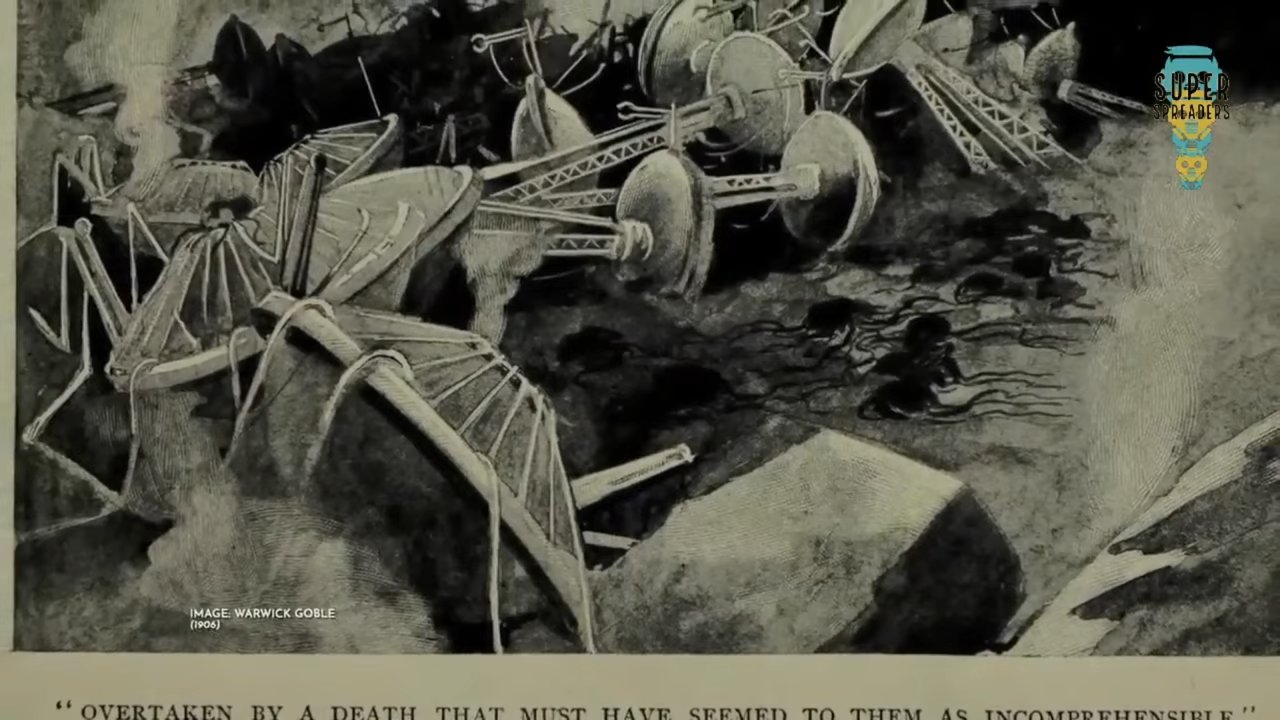 SUPER
SPREADERS
IMAGE: WARWICK GOBLE
(1906)
“OVERTAKEN BY A DEATH THAT MUST HAVE SEEMED TO THEM AS INCOMPREHENSIBLE”